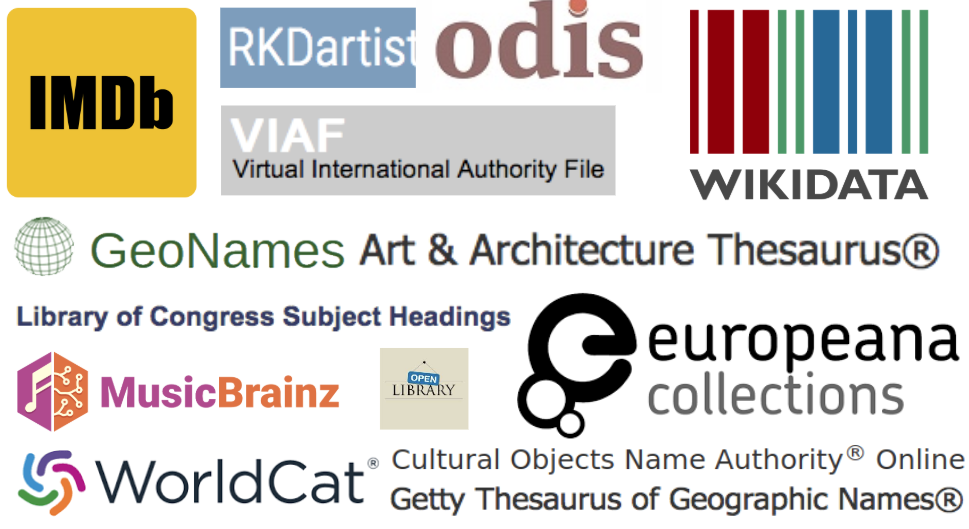 IMDb
RKDartist
odis
VIAF
Virtual International Authority File
WIKIDATA
GeoNames
Art & Architecture Thesaurus®
Library of Congress Subject Headings
europeana
collections
MusicBrainz
OPEN
LIBRARY
WorldCat®
Cultural Objects Name Authority® Online
Getty Thesaurus of Geographic Names®